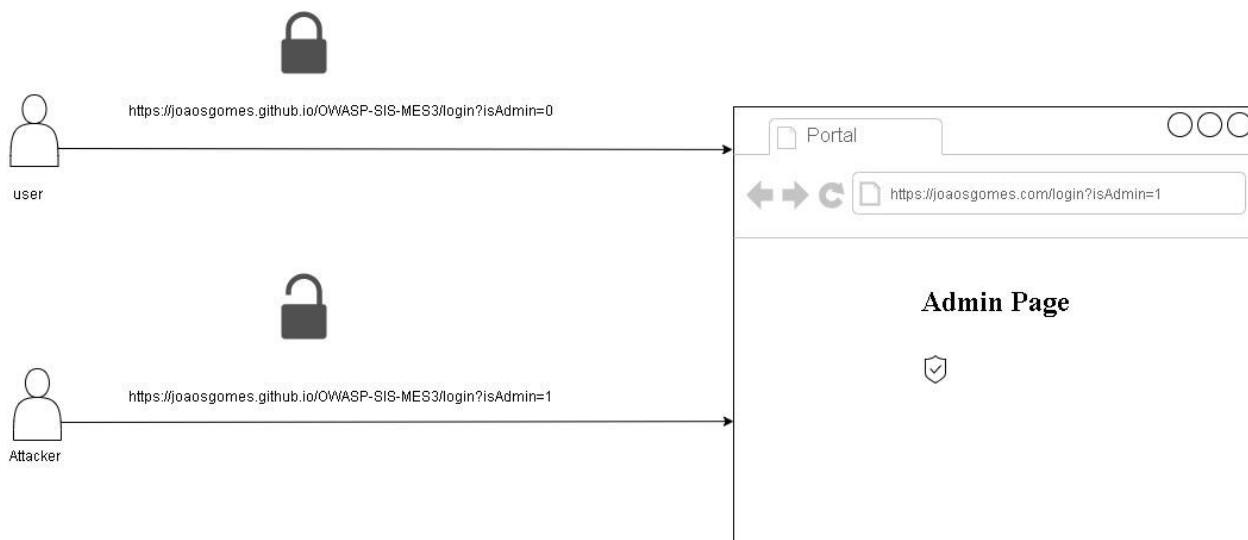 https://joaosgomes.github.io/OWASP-SIS-MES3/login?isAdmin=0
user
Portal
https://joaosgomes.com/login?isAdmin=1
Admin Page
https://joaosgomes.github.io/OWASP-SIS-MES3/login?isAdmin=1
Attacker